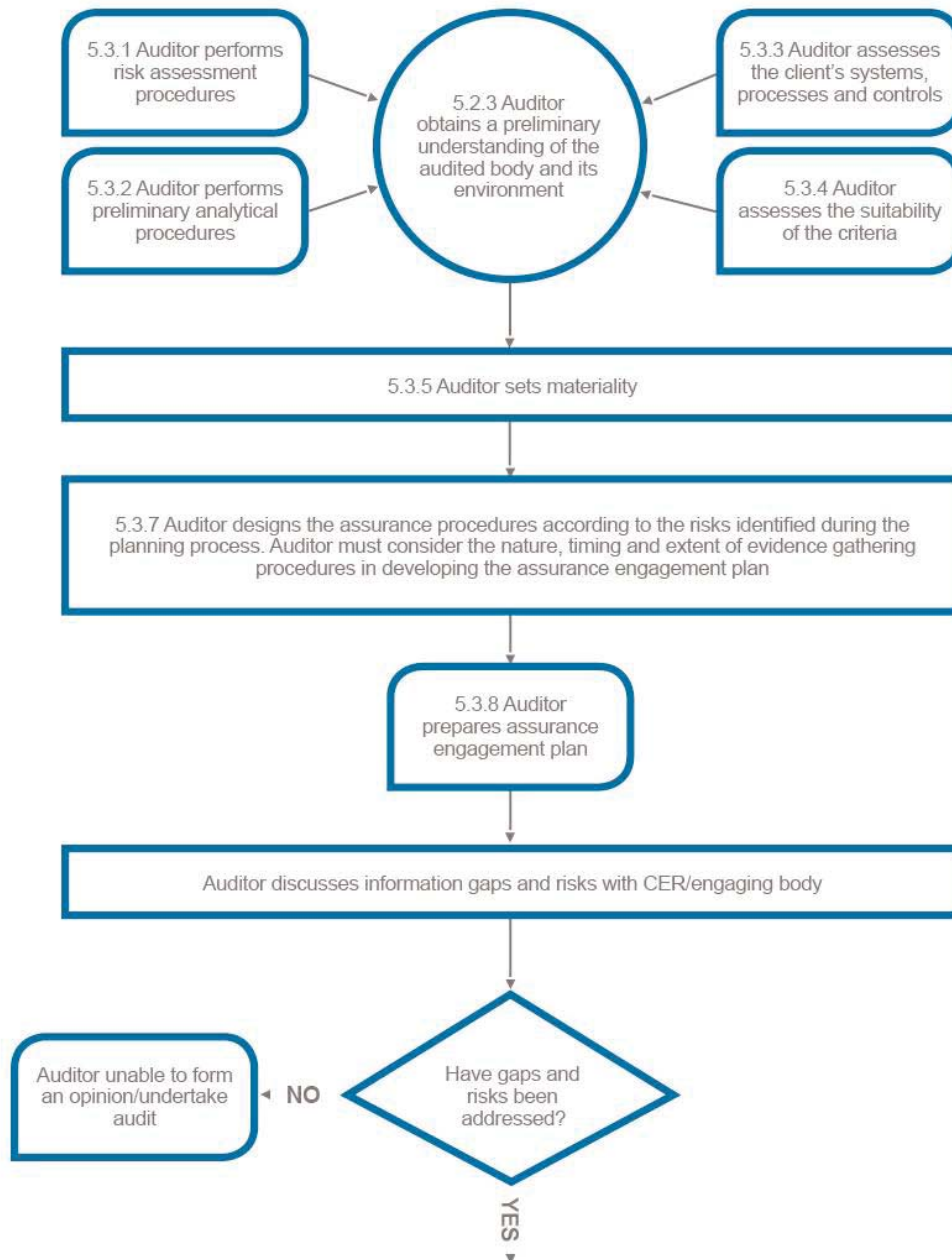 5.3.1 Auditor performs
risk assessment
procedures
5.2.3 Auditor
obtains a preliminary
understanding of the
audited body and its
environment
5.3.3 Auditor assesses
the client’s systems,
processes and controls
5.3.2 Auditor performs
preliminary analytical
procedures
5.3.4 Auditor
assesses the suitability
of the criteria
5.3.5 Auditor sets materiality
5.3.7 Auditor designs the assurance procedures according to the risks identified during the
planning process. Auditor must consider the nature, timing and extent of evidence gathering
procedures in developing the assurance engagement plan
5.3.8 Auditor
prepares assurance
engagement plan
Auditor discusses information gaps and risks with CER/engaging body
Have gaps and
risks been
addressed?
NO
Auditor unable to form
an opinion/undertake
audit
YES